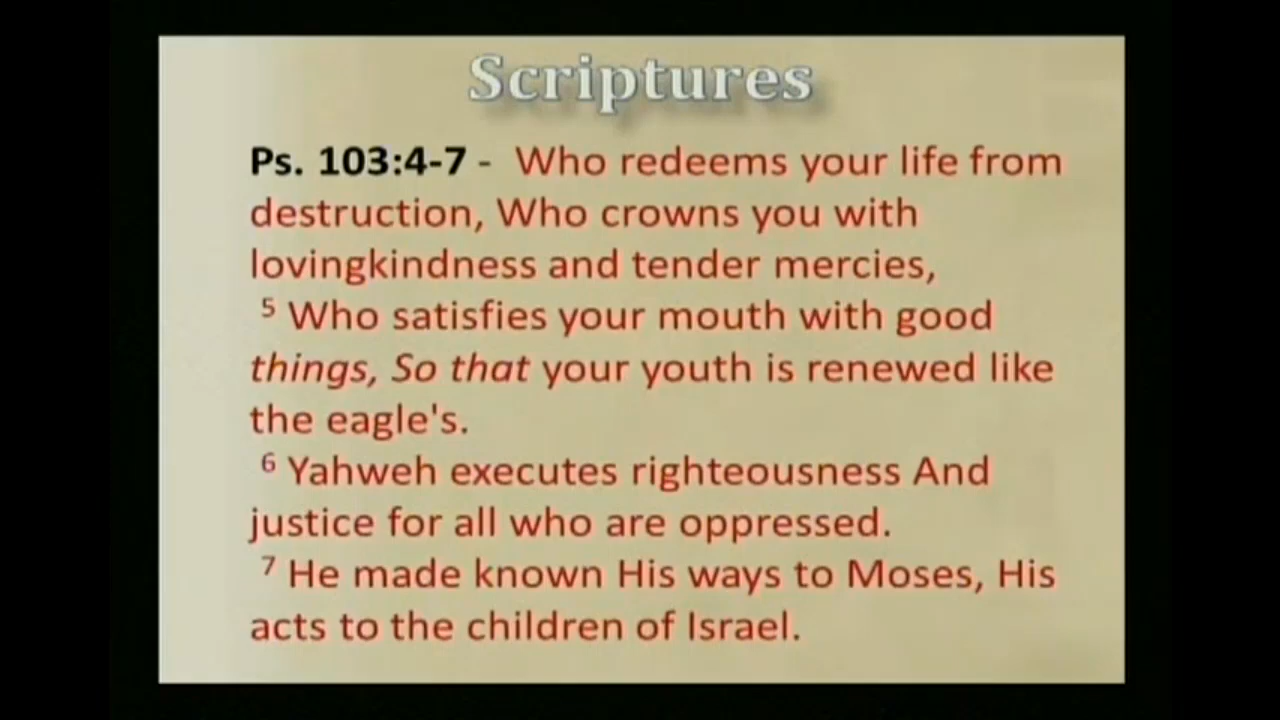 Scriptures
Ps. 103:4-7 - Who redeems your life from
destruction, Who crowns you with
lovingkindness and tender mercies,
5 Who satisfies your mouth with good
things, So that your youth is renewed like
the eagle's.
6 Yahweh executes righteousness And
justice for all who are oppressed.
7 He made known His ways to Moses, His
acts to the children of Israel.